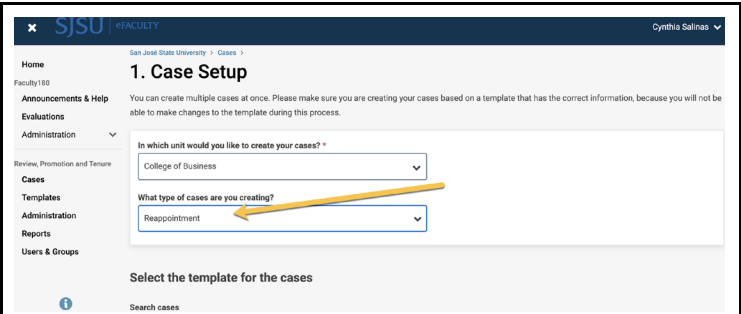 × SJSU | eFACULTY
Cynthia Salinas
San José State University > Cases >
1. Case Setup
You can create multiple cases at once. Please make sure you are creating your cases based on a template that has the correct information, because you will not be
able to make changes to the template during this process.
In which unit would you like to create your cases? *
College of Business
What type of cases are you creating?
Reappointment
Select the template for the cases
Search cases
Home
Faculty180
Announcements & Help
Evaluations
Administration
Review, Promotion and Tenure
Cases
Templates
Administration
Reports
Users & Groups